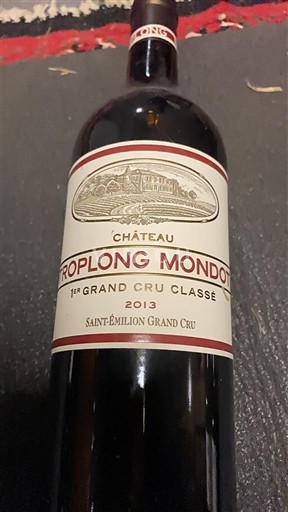 LONG
CHÂTEAU
TROPLONG MONDOT
1ER GRAND CRU CLASSÉ
2013
SAINT-ÉMILION GRAND CRU